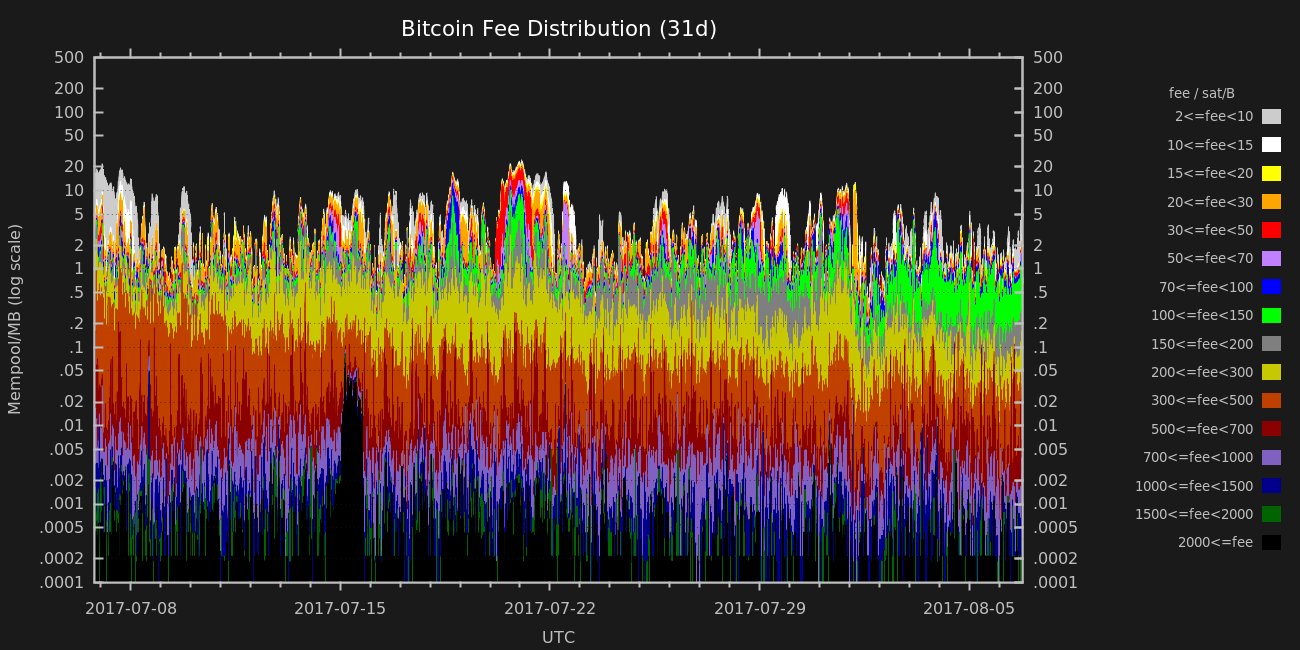 Bitcoin Fee Distribution (31d)
500
200
100
50
20
10
5
2
1
.5
.2
.1
.05
.02
.01
.005
.002
.001
.0005
.0002
.0001
Mempool/MB (log scale)
500
200
100
50
20
10
5
2
1
.5
.2
.1
.05
.02
.01
.005
.002
.001
.0005
.0002
.0001
2017-07-08 2017-07-15 2017-07-22 2017-07-29 2017-08-05
UTC
fee / sat/B
2<=fee<10
10<=fee<15
15<=fee<20
20<=fee<30
30<=fee<50
50<=fee<70
70<=fee<100
100<=fee<150
150<=fee<200
200<=fee<300
300<=fee<500
500<=fee<700
700<=fee<1000
1000<=fee<1500
1500<=fee<2000
2000<=fee